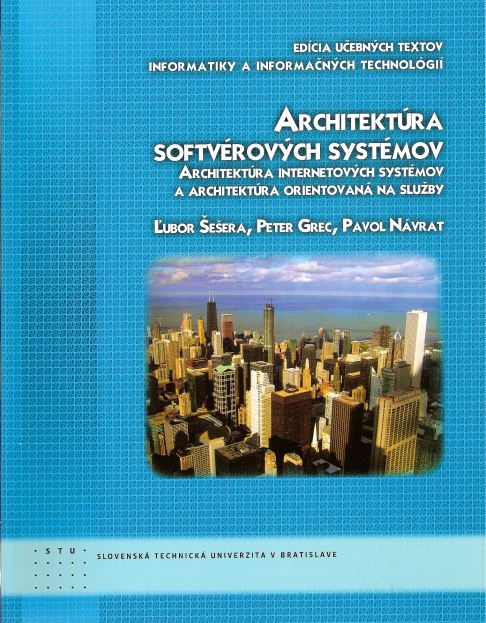 EDÍCIA UČEBNÝCH TEXTOV
INFORMATIKY A INFORMAČNÝCH TECHNOLÓGIÍ
ARCHITEKTÚRA
SOFTVÉROVÝCH SYSTÉMOV
ARCHITEKTÚRA INTERNETOVÝCH SYSTÉMOV
A ARCHITEKTÚRA ORIENTOVANÁ NA SLUŽBY
ĽUBOR ŠEŠERA, PETER GREC, PAVOL NÁVRAT
S T U
SLOVENSKÁ TECHNICKÁ UNIVERZITA V BRATISLAVE